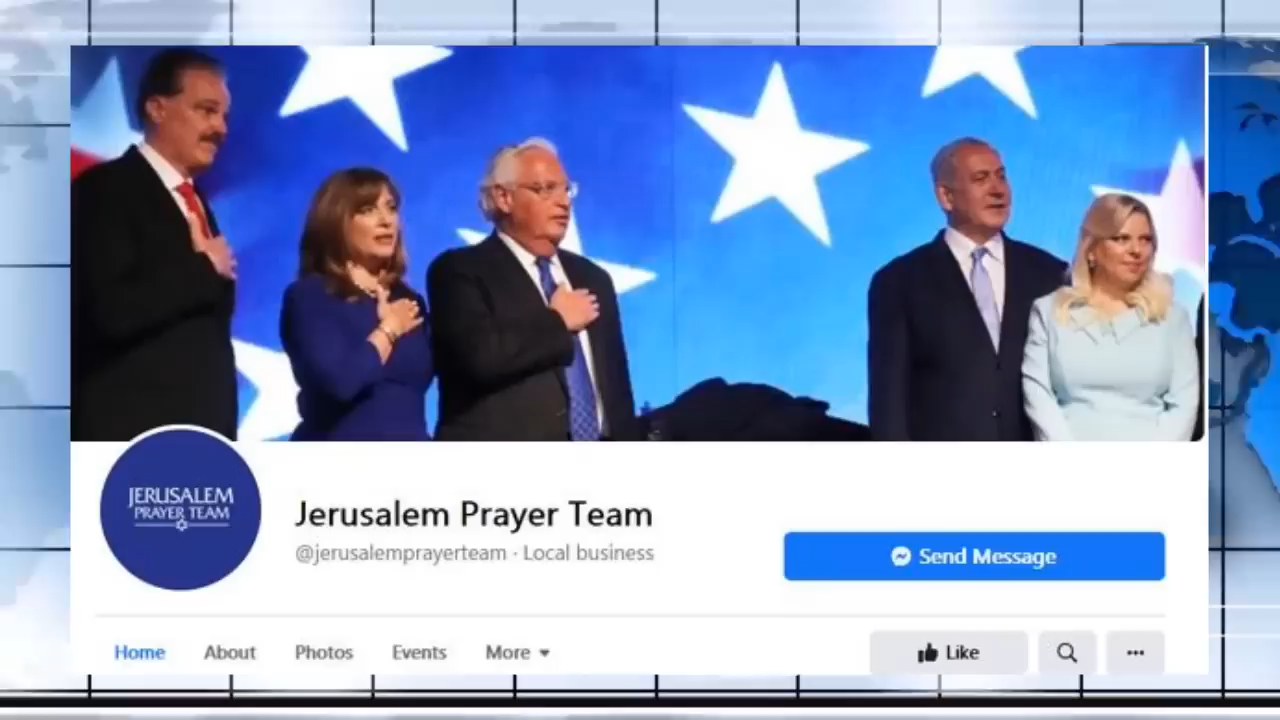 JERUSALEM
PRAYER TEAM
Jerusalem Prayer Team
@jerusalemprayerteam · Local business
Send Message
Home About Photos Events More
Like